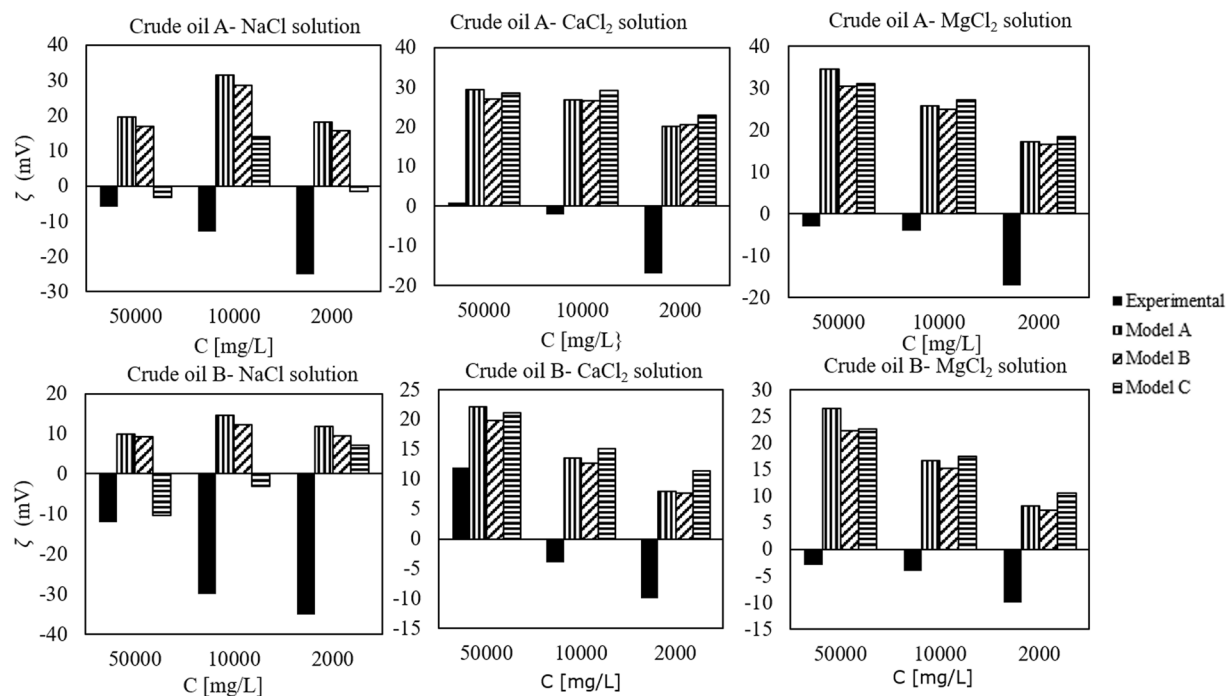 Crude oil A- NaCl solution
40
30
20
10
0
-10
-20
-30
ζ (mV)
50000 10000 2000
C [mg/L]
Crude oil A- CaCl₂ solution
40
30
20
10
0
-10
-20
50000 10000 2000
C [mg/L}
Crude oil A- MgCl₂ solution
40
30
20
10
0
-10
-20
50000 10000 2000
C [mg/L]
Experimental
Model A
Model B
Model C
Crude oil B- NaCl solution
20
10
0
-10
-20
-30
-40
ζ (mV)
50000 10000 2000
C [mg/L]
Crude oil B- CaCl₂ solution
25
20
15
10
5
0
-5
-10
-15
50000 10000 2000
C [mg/L]
Crude oil B- MgCl₂ solution
30
25
20
15
10
5
0
-5
-10
-15
50000 10000 2000
C [mg/L]